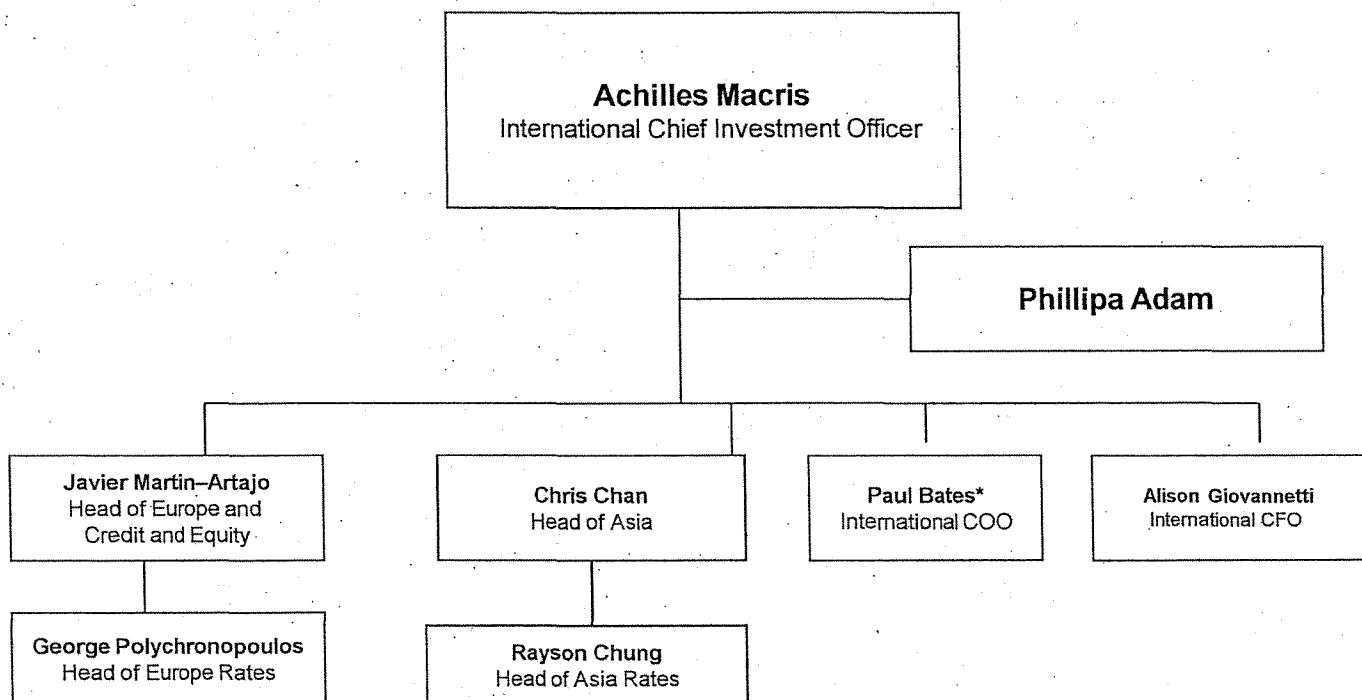 Achilles Macris
International Chief Investment Officer
Phillipa Adam
Javier Martin–Artajo
Head of Europe and
Credit and Equity
Chris Chan
Head of Asia
Paul Bates*
International COO
Alison Giovannetti
International CFO
George Polychronopoulos
Head of Europe Rates
Rayson Chung
Head of Asia Rates